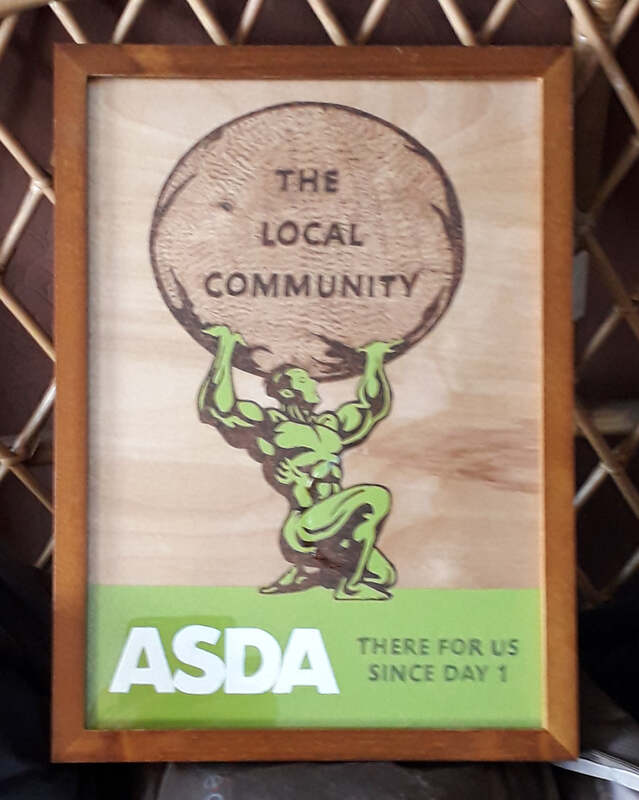 THE
LOCAL
COMMUNITY
ASDA
THERE FOR US
SINCE DAY 1